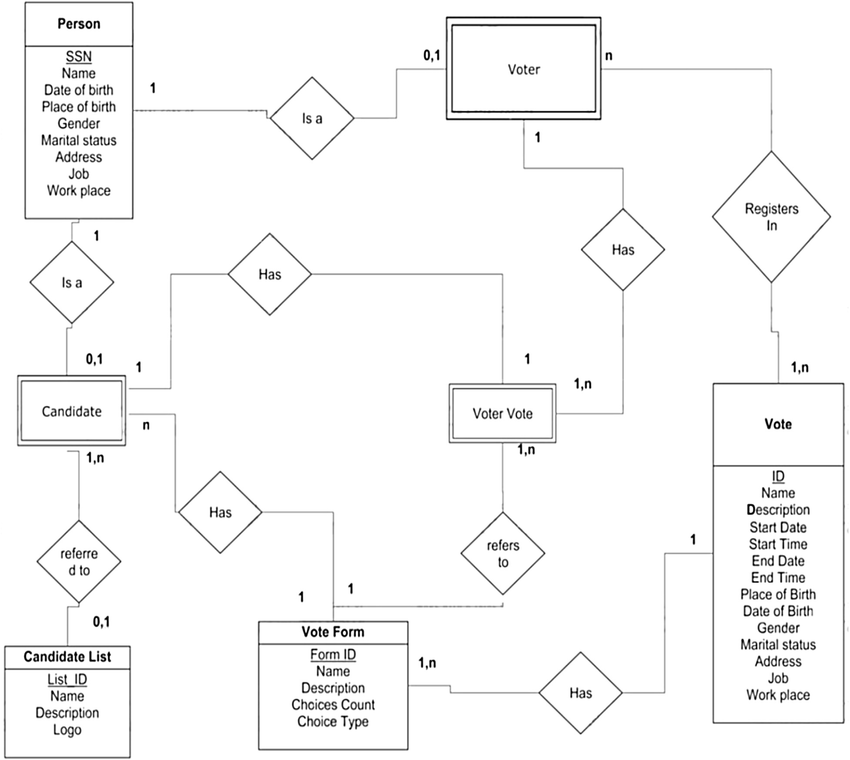 Person
SSN
Name
Date of birth
Place of birth
Gender
Marital status
Address
Job
Work place
1
Is a
0,1
Voter
n
1
Registers
In
Has
1
Is a
0,1
Has
1
1
1,n
1,n
Candidate
n
1,n
Voter Vote
1,n
Vote
ID
Name
Description
Start Date
Start Time
End Date
End Time
Place of Birth
Date of Birth
Gender
Marital status
Address
Job
Work place
Has
referre
d to
refers
to
1
0,1
1
1
Candidate List
List_ID
Name
Description
Logo
Vote Form
Form ID
Name
Description
Choices Count
Choice Type
1,n
Has